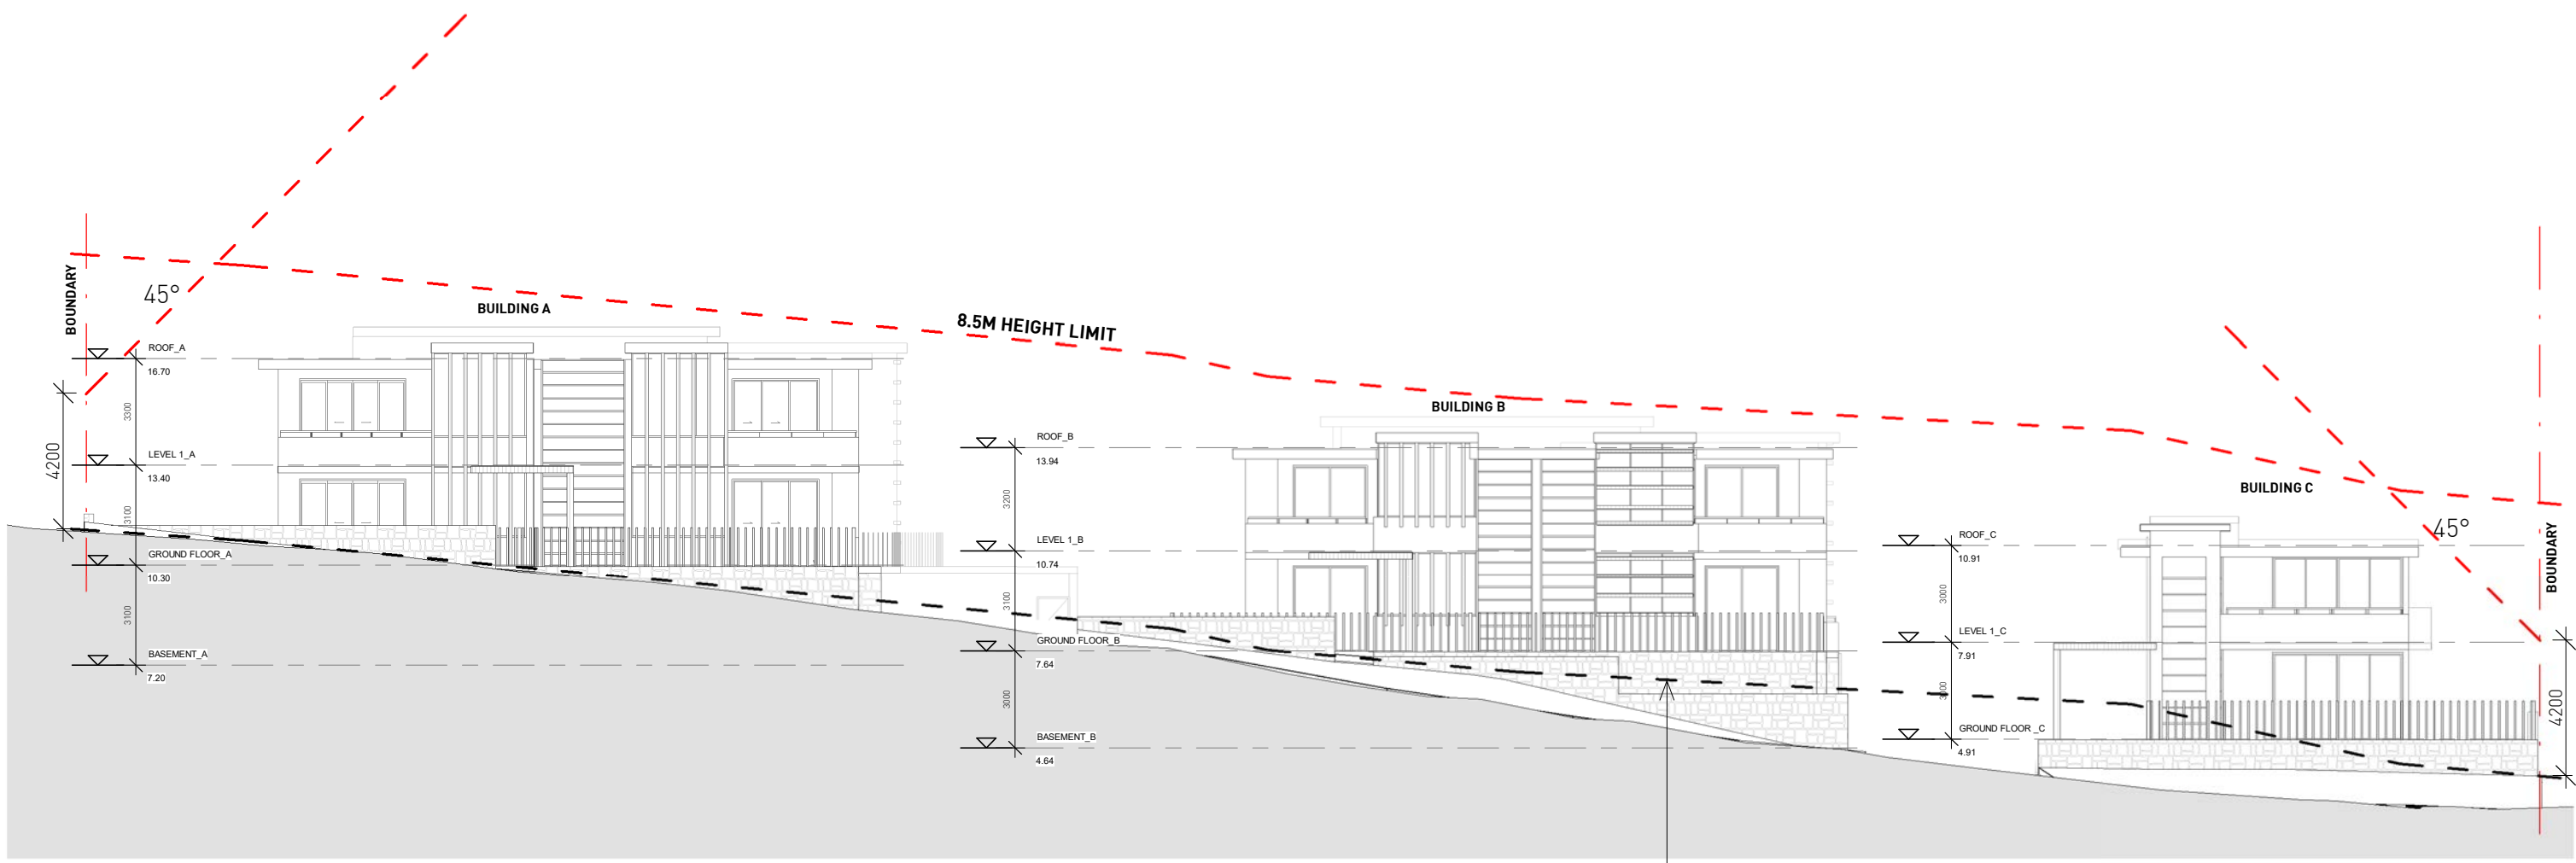 BOUNDARY
45°
BUILDING A
8.5M HEIGHT LIMIT
ROOF_A
16.70
3300
4200
LEVEL 1_A
13.40
3100
GROUND FLOOR_A
10.30
3100
BASEMENT_A
7.20
BUILDING B
ROOF_B
13.94
3200
LEVEL 1_B
10.74
3100
GROUND FLOOR_B
7.64
3000
BASEMENT_B
4.64
BUILDING C
45°
BOUNDARY
ROOF_C
10.91
3000
LEVEL 1_C
7.91
3000
GROUND FLOOR _C
4.91
4200